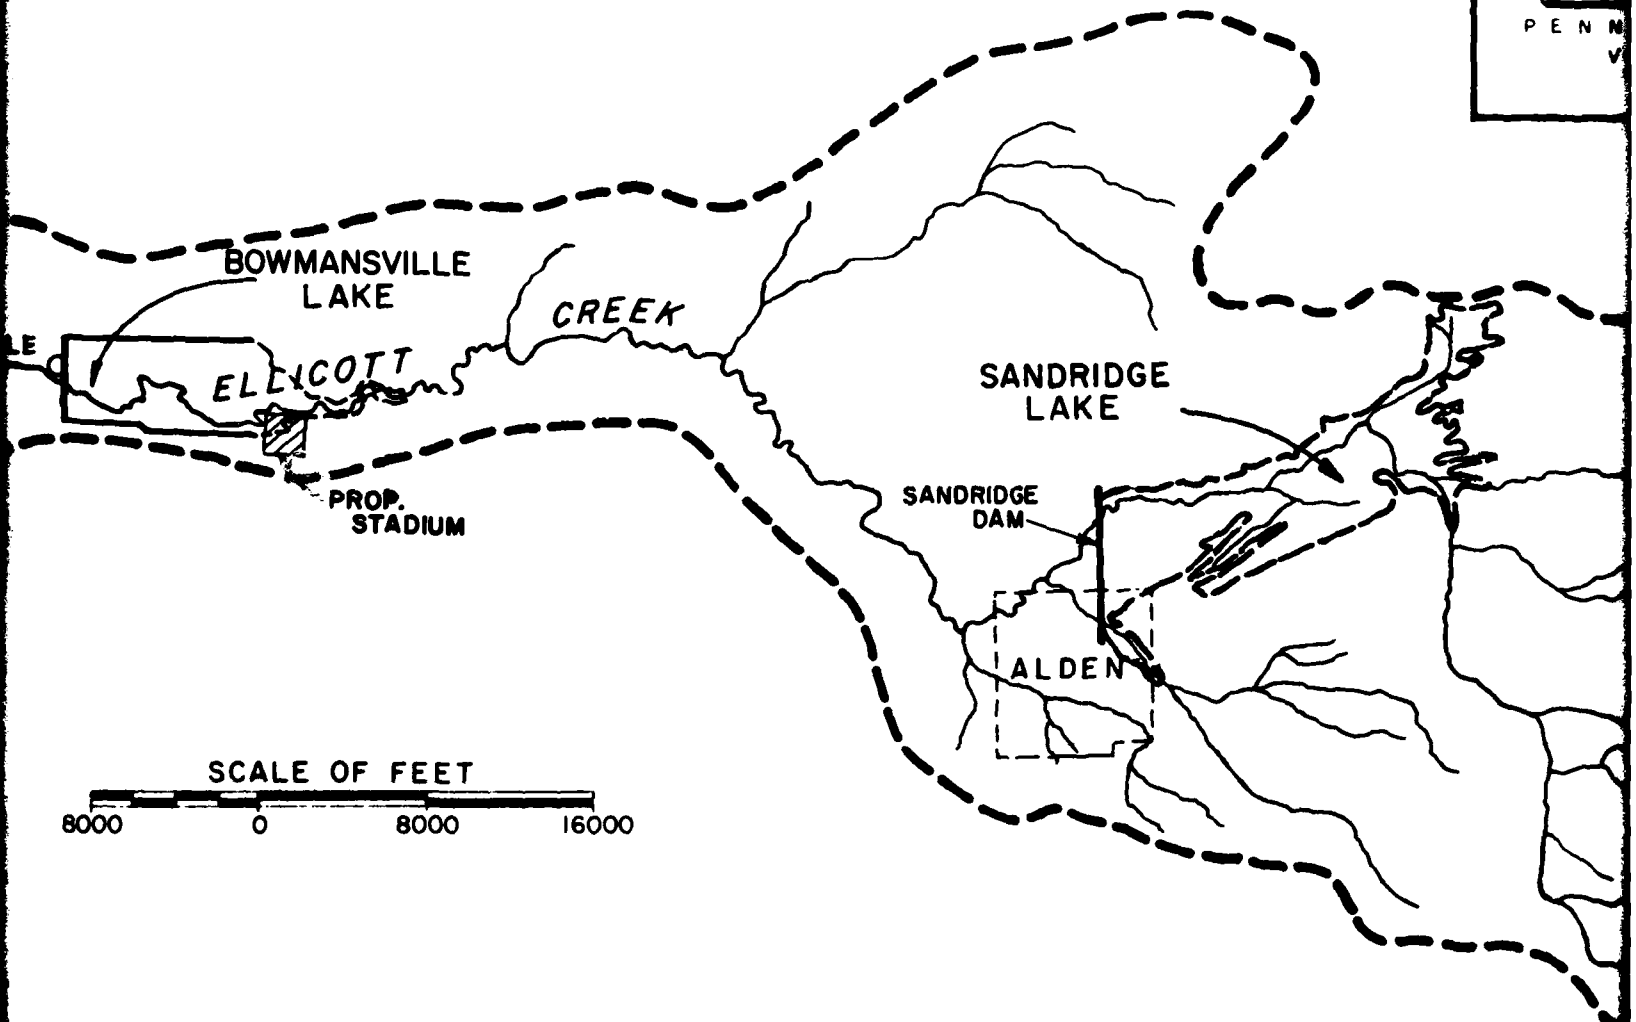 PENN
V
BOWMANSVILLE
LAKE
LE
ELLICOTT
CREEK
SANDRIDGE
LAKE
SANDRIDGE
DAM
PROP.
STADIUM
ALDEN
SCALE OF FEET
8000 0 8000 16000